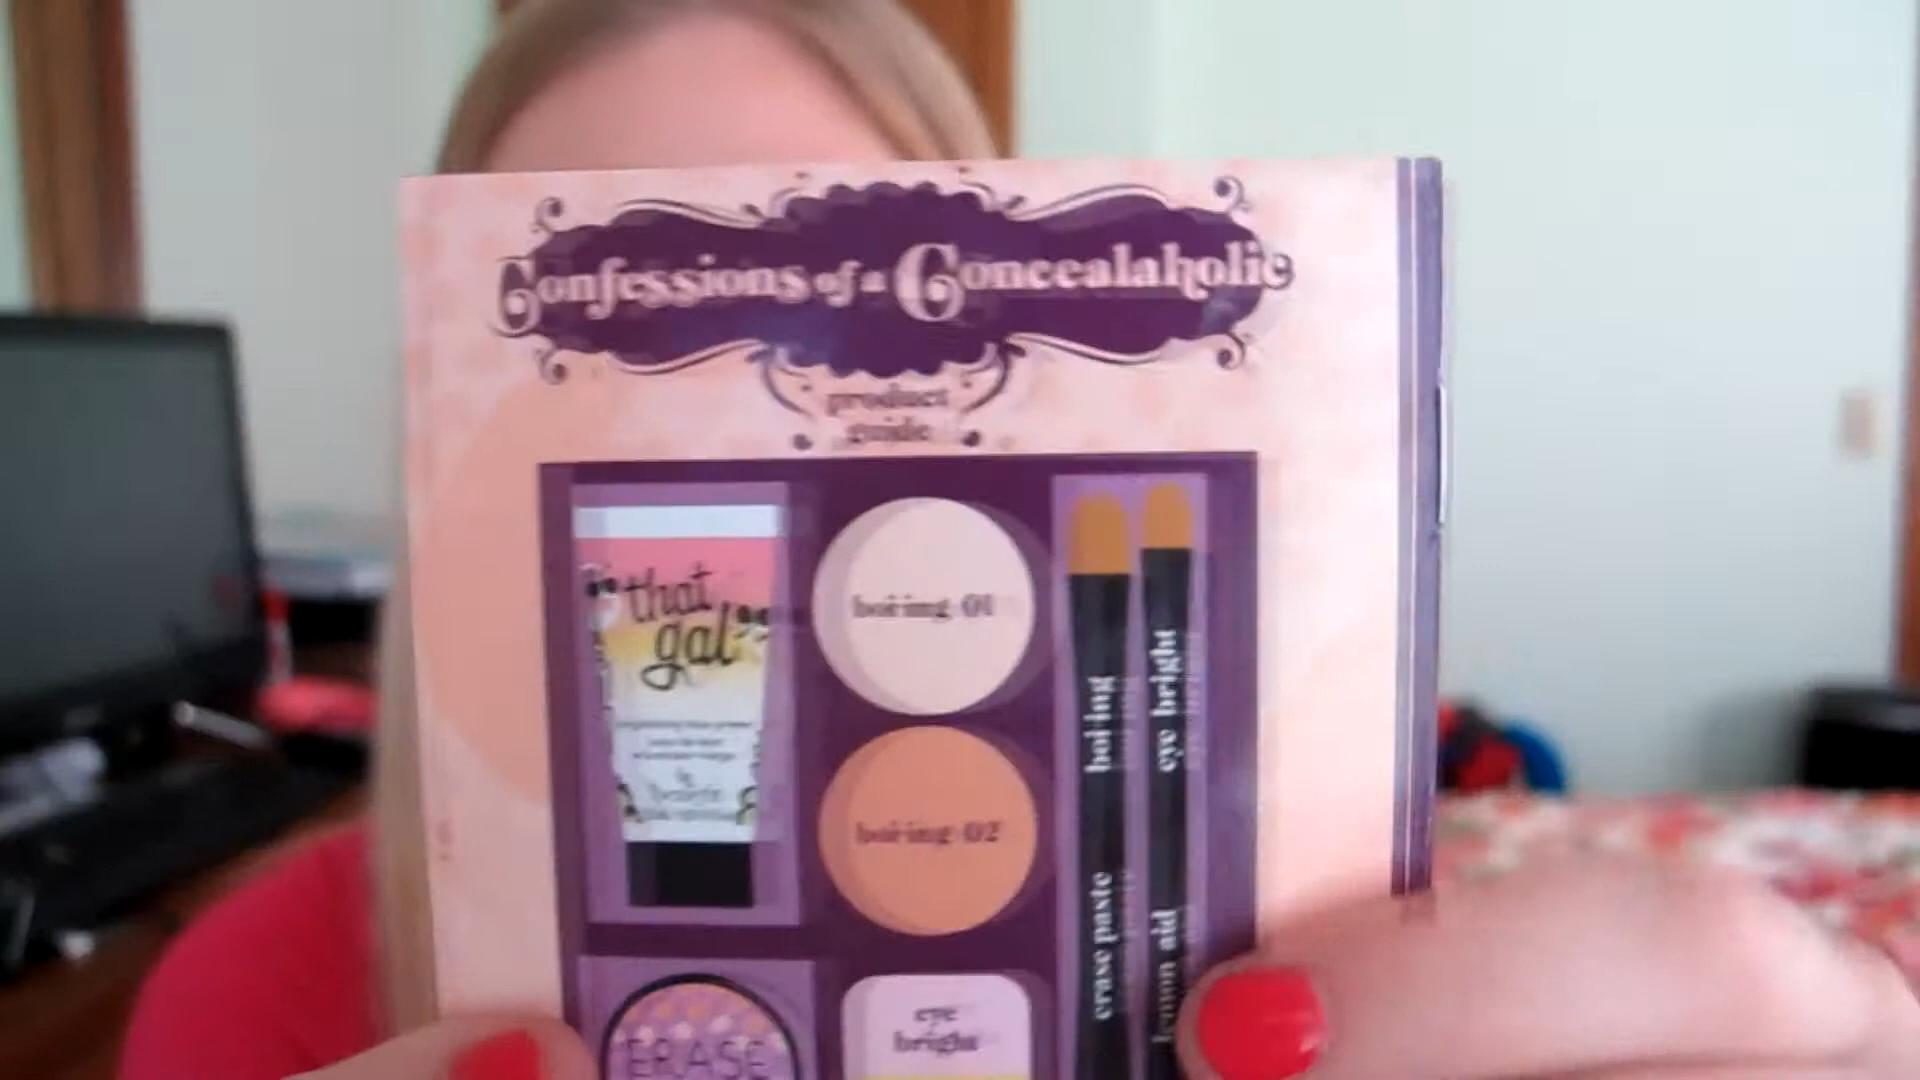 Confessions of a Concealaholic
product
guide
"that
gal"
benefit
boi-ing 01
boi-ing 02
boi-ing
eye bright
erase paste
lemon aid
ERASE
eye
bright